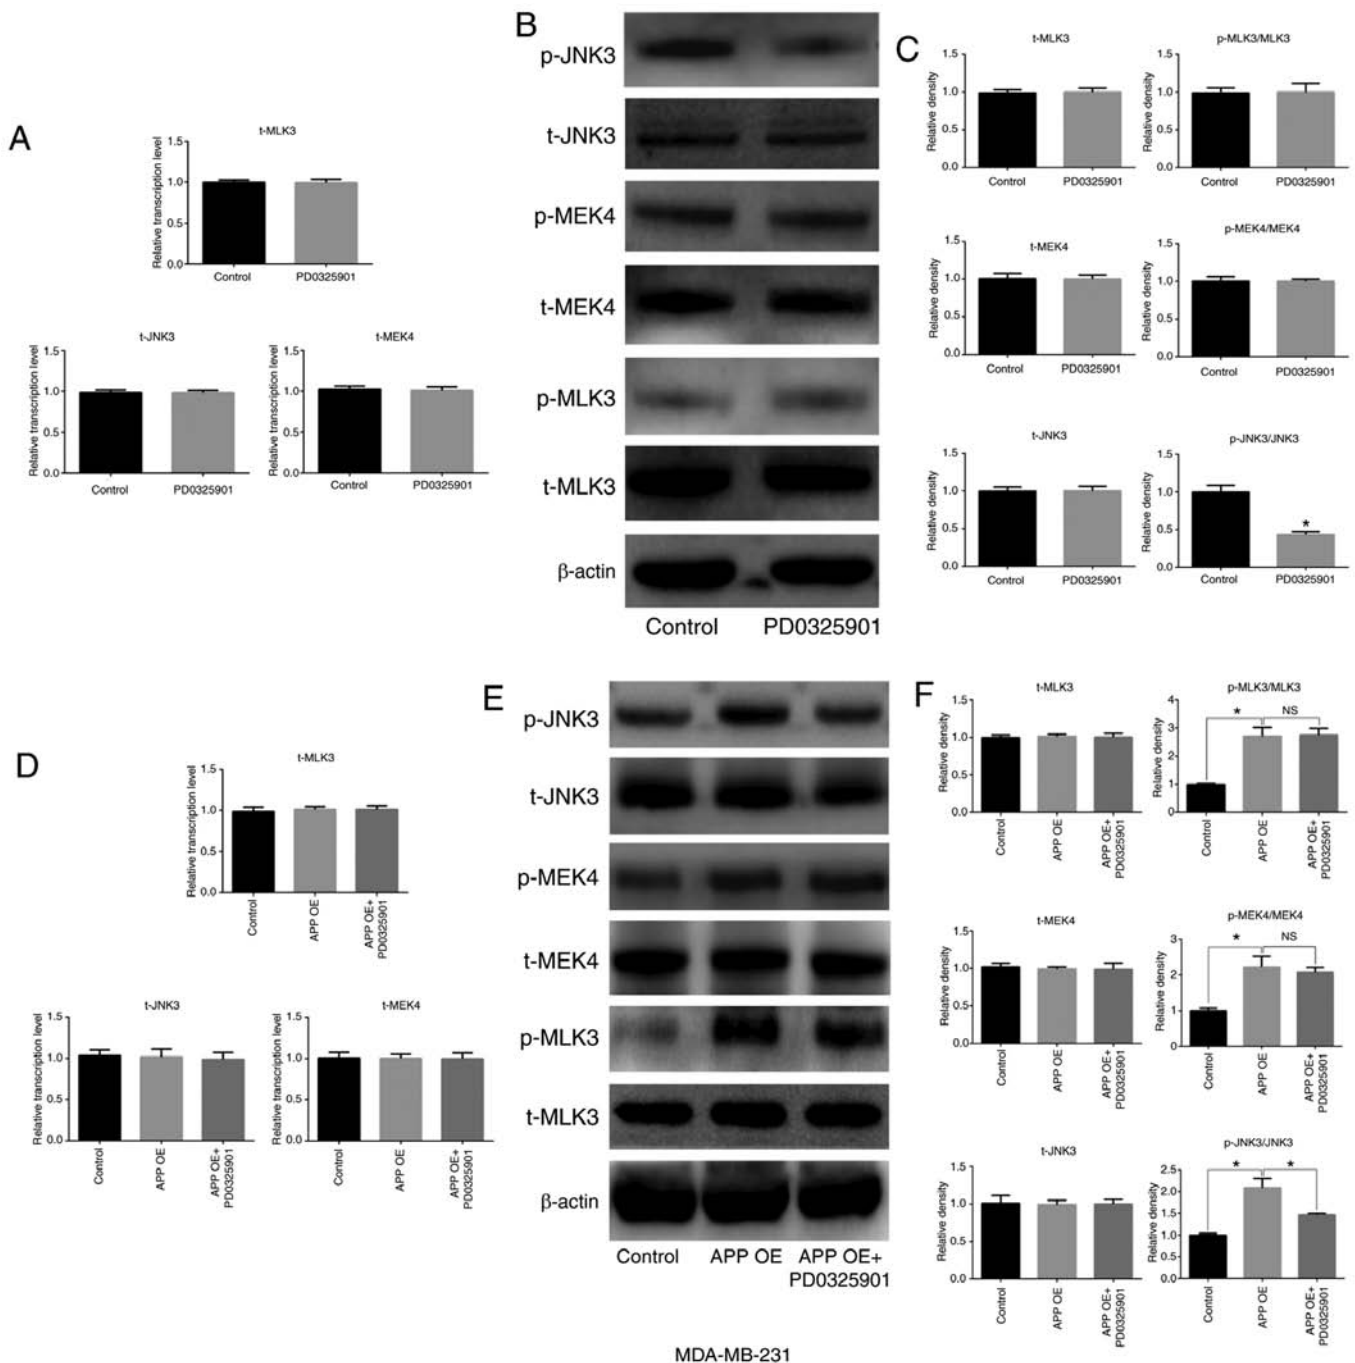 A
t-MLK3
Relative transcription level
1.5
1.0
0.5
0.0
Control PD0325901
t-JNK3
Relative transcription level
1.5
1.0
0.5
0.0
Control PD0325901
t-MEK4
Relative transcription level
1.5
1.0
0.5
0.0
Control PD0325901
B
p-JNK3
t-JNK3
p-MEK4
t-MEK4
p-MLK3
t-MLK3
β-actin
Control PD0325901
C
t-MLK3
Relative density
1.5
1.0
0.5
0.0
Control PD0325901
p-MLK3/MLK3
Relative density
1.5
1.0
0.5
0.0
Control PD0325901
t-MEK4
Relative density
1.5
1.0
0.5
0.0
Control PD0325901
p-MEK4/MEK4
Relative density
1.5
1.0
0.5
0.0
Control PD0325901
t-JNK3
Relative density
1.5
1.0
0.5
0.0
Control PD0325901
p-JNK3/JNK3
Relative density
1.5
1.0
0.5
0.0
*
Control PD0325901
D
t-MLK3
Relative transcription level
1.5
1.0
0.5
0.0
Control
APP OE
APP OE+
PD0325901
t-JNK3
Relative transcription level
1.5
1.0
0.5
0.0
Control
APP OE
APP OE+
PD0325901
t-MEK4
Relative transcription level
1.5
1.0
0.5
0.0
Control
APP OE
APP OE+
PD0325901
E
p-JNK3
t-JNK3
p-MEK4
t-MEK4
p-MLK3
t-MLK3
β-actin
Control APP OE APP OE+
PD0325901
F
t-MLK3
Relative density
1.5
1.0
0.5
0.0
Control
APP OE
APP OE+
PD0325901
p-MLK3/MLK3
Relative density
4
3
2
1
0
* NS
Control
APP OE
APP OE+
PD0325901
t-MEK4
Relative density
1.5
1.0
0.5
0.0
Control
APP OE
APP OE+
PD0325901
p-MEK4/MEK4
Relative density
3
2
1
0
* NS
Control
APP OE
APP OE+
PD0325901
t-JNK3
Relative density
1.5
1.0
0.5
0.0
Control
APP OE
APP OE+
PD0325901
p-JNK3/JNK3
Relative density
2.5
2.0
1.5
1.0
0.5
0.0
* *
Control
APP OE
APP OE+
PD0325901
MDA-MB-231